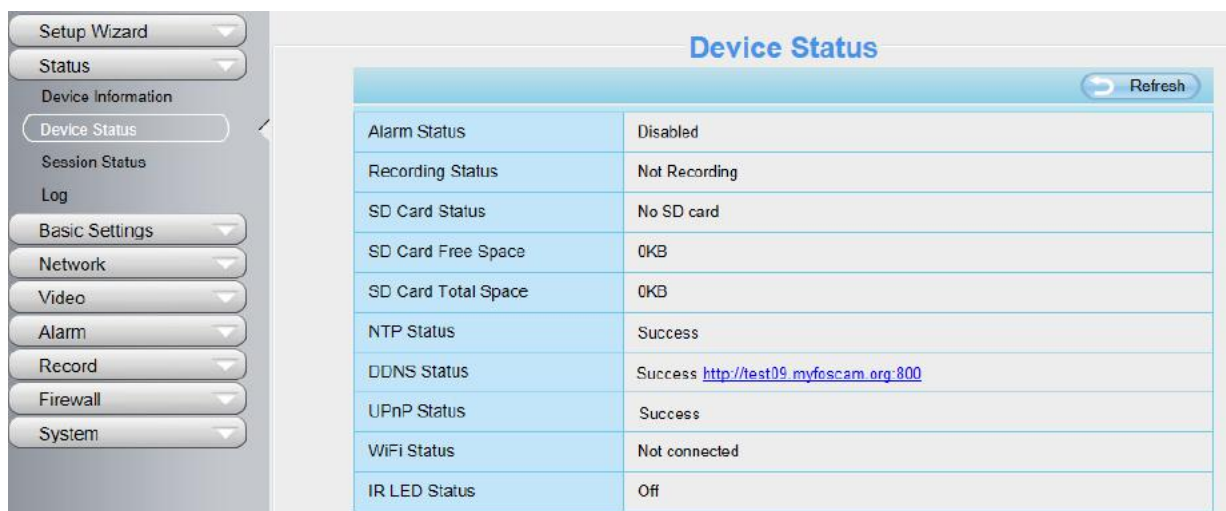 Setup Wizard
Status
Device Information
Device Status
Session Status
Log
Basic Settings
Network
Video
Alarm
Record
Firewall
System
Device Status
Refresh
Alarm Status Disabled
Recording Status Not Recording
SD Card Status No SD card
SD Card Free Space 0KB
SD Card Total Space 0KB
NTP Status Success
DDNS Status Success http://test09.myfoscam.org:800
UPnP Status Success
WiFi Status Not connected
IR LED Status Off